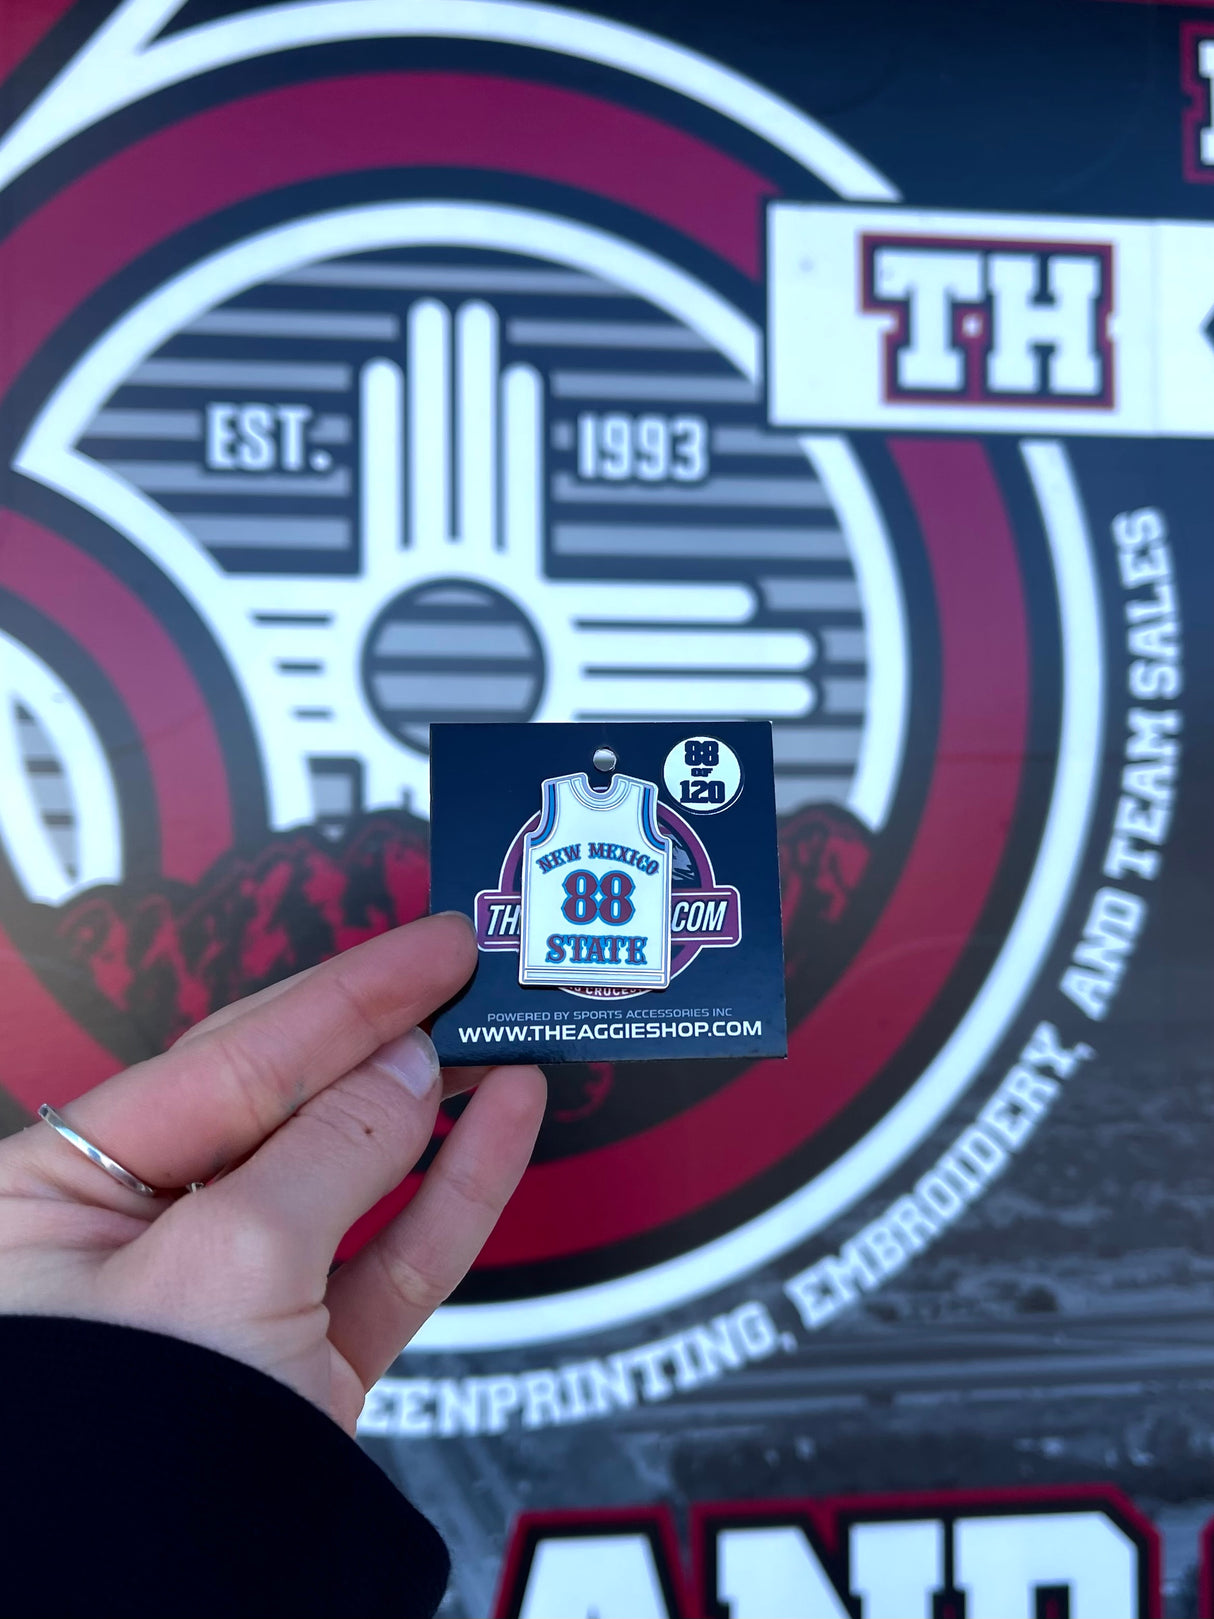 TH
EST. 1993
AND TEAM SALES
EMBROIDERY,
EENPRINTING,
88
OF
120
NEW MEXICO
88
STATE
TH
COM
CRUCES
POWERED BY SPORTS ACCESSORIES INC
WWW.THEAGGIESHOP.COM
AND